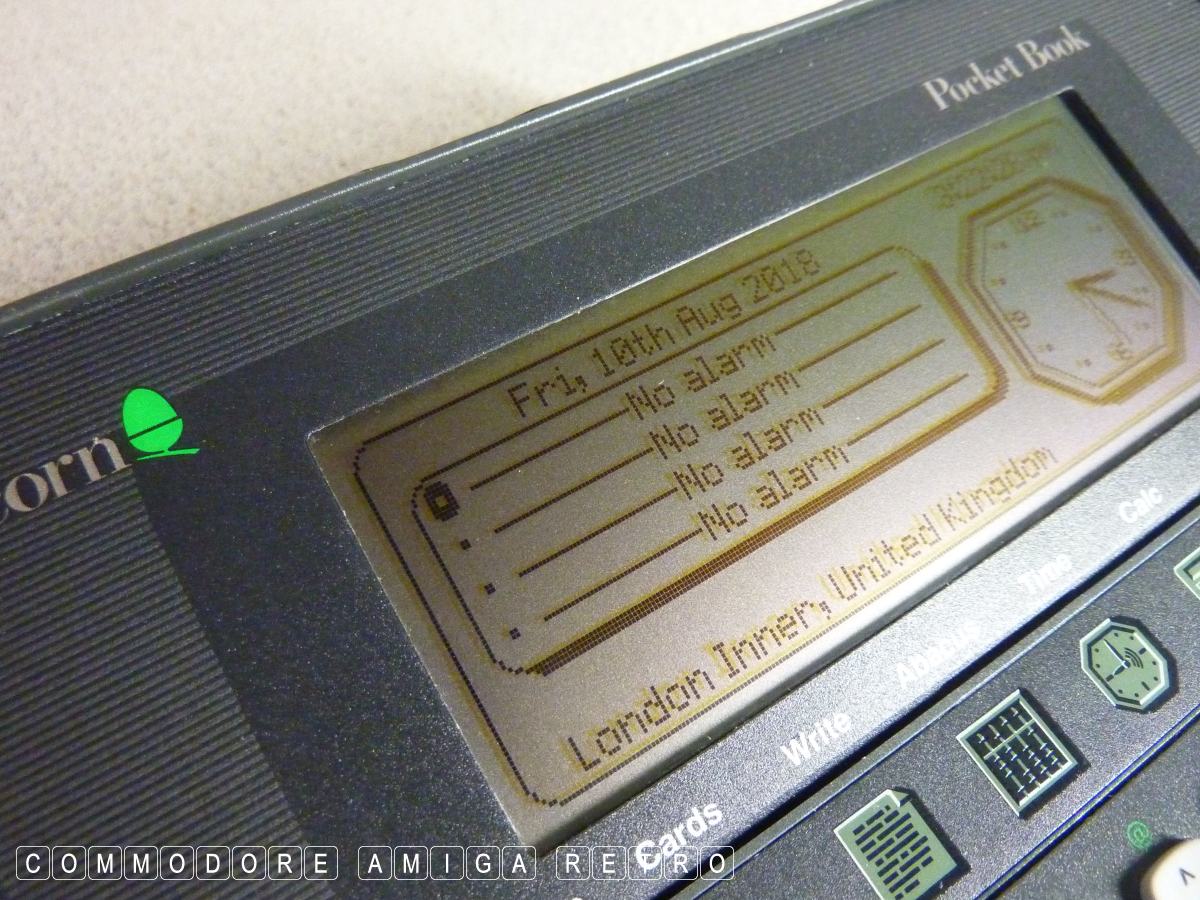 Pocket Book
Fri, 10th Aug 2018
No alarm
No alarm
No alarm
No alarm
London Inner, United Kingdom
corn
Calc
Time
Abacus
Write
Cards
@
COMMODORE AMIGA RETRO